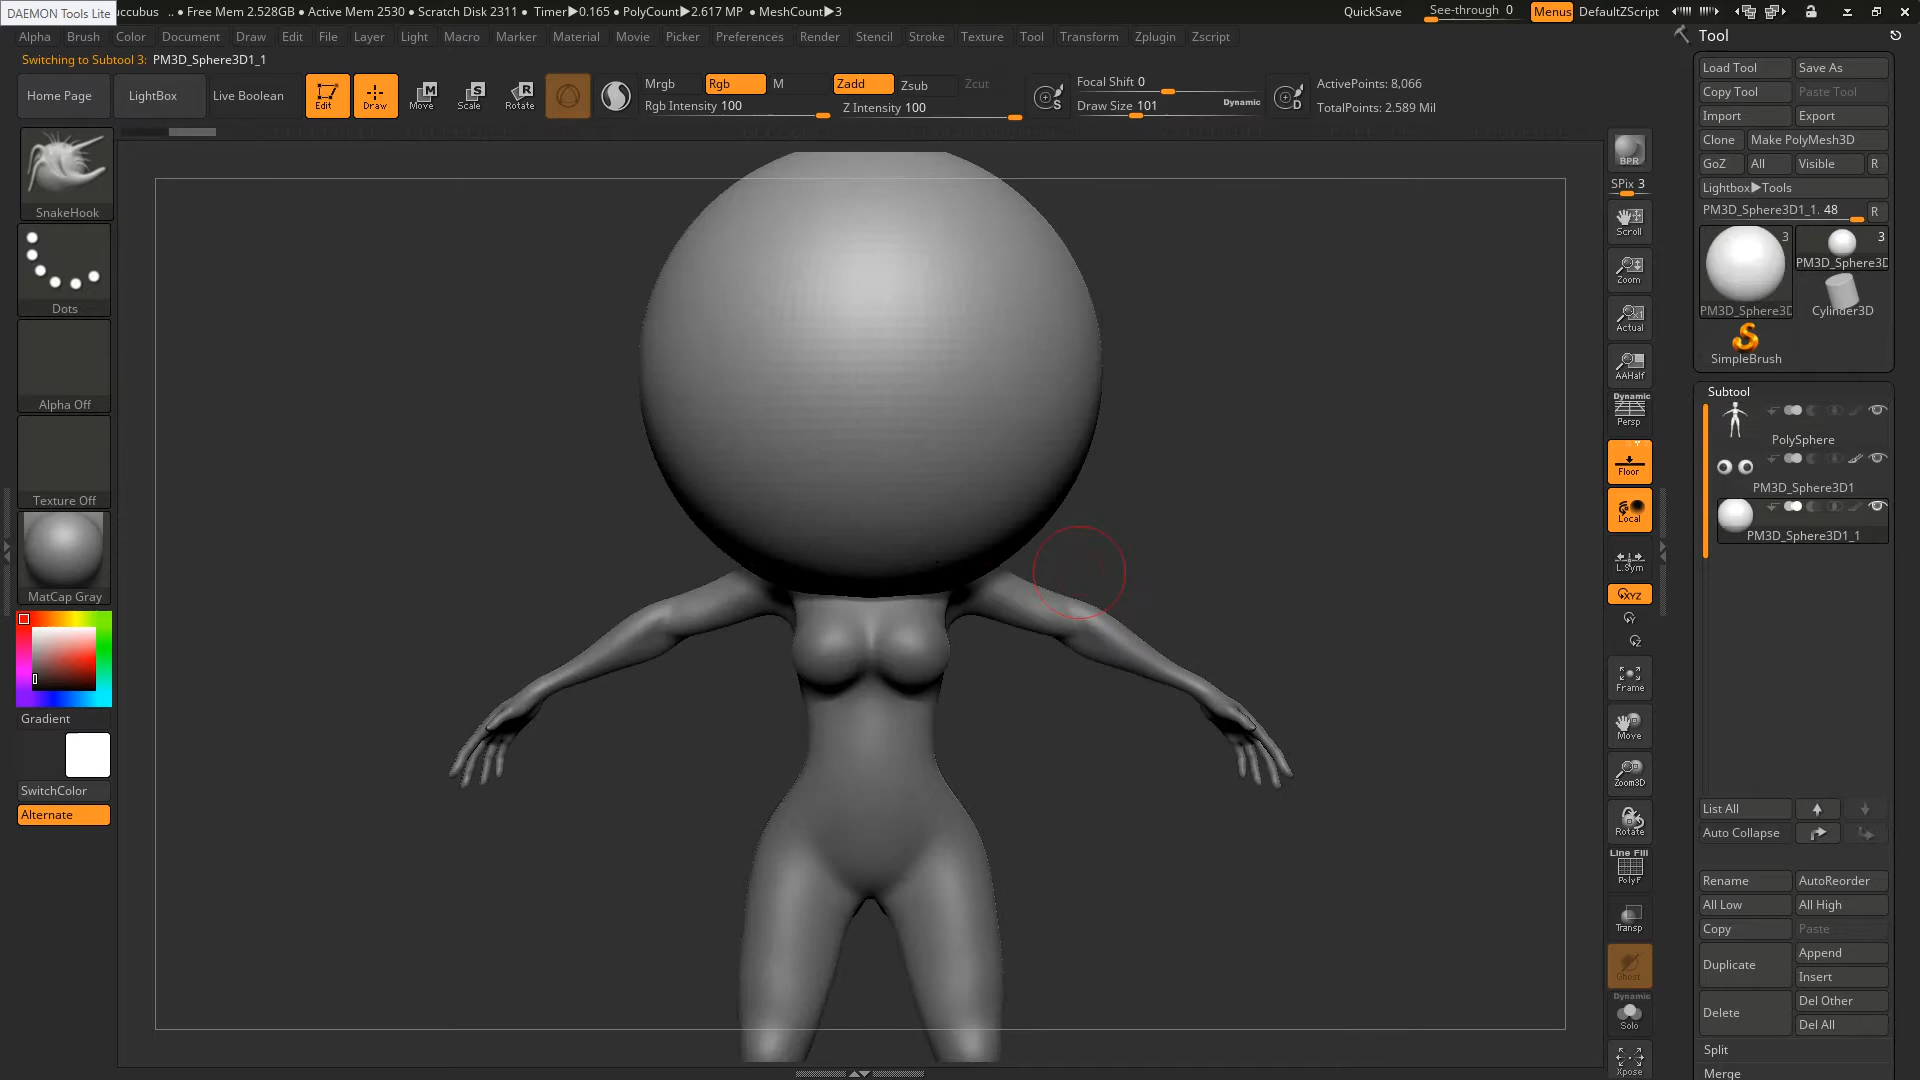 DAEMON Tools Lite
uccubus .. ● Free Mem 2.528GB ● Active Mem 2530 ● Scratch Disk 2311 ● Timer▶0.165 ● PolyCount▶2.617 MP ● MeshCount▶3
QuickSave See-through 0 Menus DefaultZScript
Alpha Brush Color Document Draw Edit File Layer Light Macro Marker Material Movie Picker Preferences Render Stencil Stroke Texture Tool Transform Zplugin Zscript
Tool
Switching to Subtool 3: PM3D_Sphere3D1_1
Home Page LightBox Live Boolean Edit Draw Move Scale Rotate
M S R
Mrgb Rgb M Zadd Zsub Zcut
Rgb Intensity 100 Z Intensity 100
S Focal Shift 0
Draw Size 101 Dynamic
D ActivePoints: 8,066
TotalPoints: 2.589 Mil
Load Tool Save As
Copy Tool Paste Tool
Import Export
Clone Make PolyMesh3D
GoZ All Visible R
Lightbox▶Tools
PM3D_Sphere3D1_1. 48 R
3 3
PM3D_Sphere3D
PM3D_Sphere3D Cylinder3D
SimpleBrush
Subtool
PolySphere
PM3D_Sphere3D1
PM3D_Sphere3D1_1
List All
Auto Collapse
Rename AutoReorder
All Low All High
Copy Paste
Duplicate Append
Insert
Delete Del Other
Del All
Split
Merge
SnakeHook
Dots
Alpha Off
Texture Off
MatCap Gray
Gradient
SwitchColor
Alternate
BPR
SPix 3
Scroll
Zoom
Actual
AAHalf
Dynamic
Persp
Floor
Local
L.Sym
XYZ
Y
Z
Frame
Move
Zoom3D
Rotate
Line Fill
PolyF
Transp
Ghost
Dynamic
Solo
Xpose